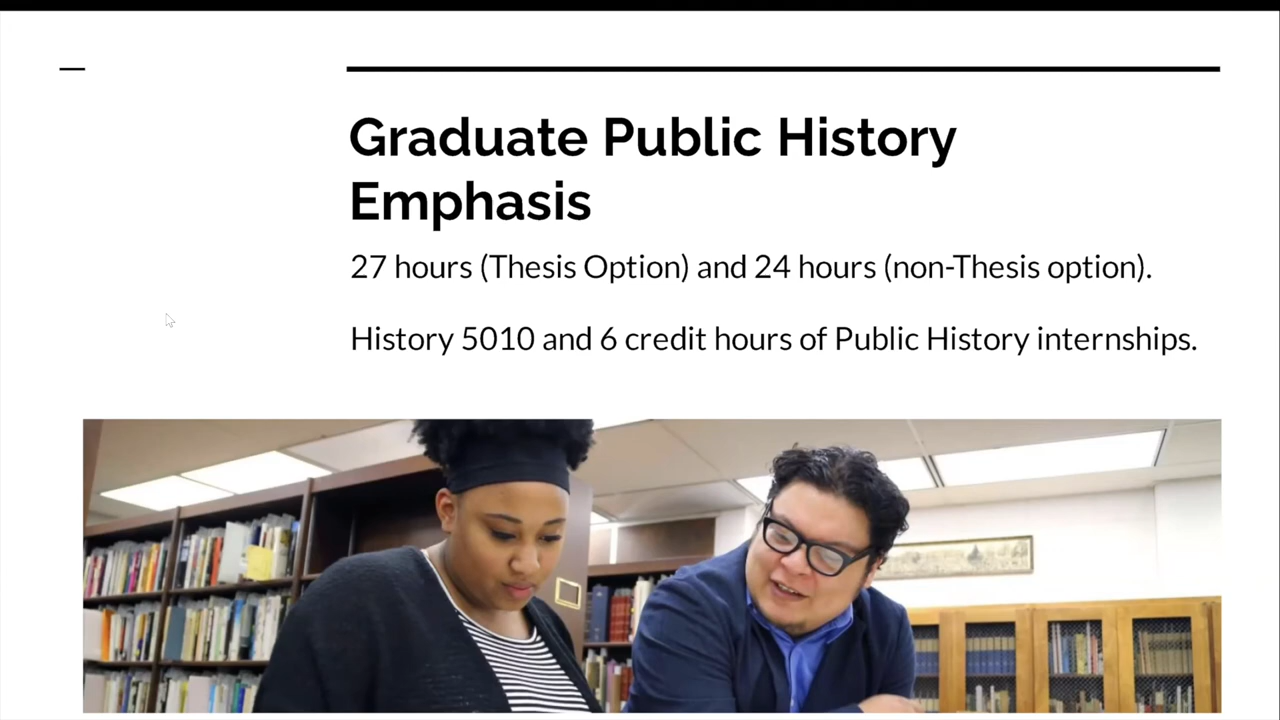 Graduate Public History
Emphasis
27 hours (Thesis Option) and 24 hours (non-Thesis option).
History 5010 and 6 credit hours of Public History internships.